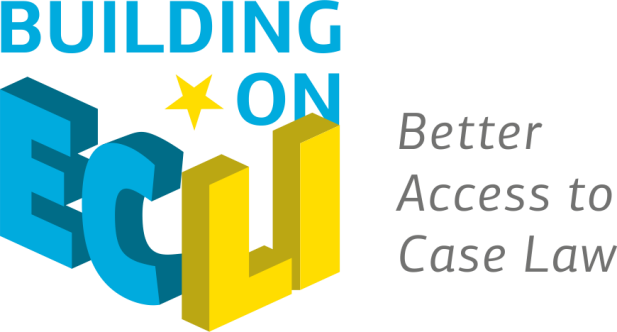 BUILDING
ON
ECLI
Better
Access to
Case Law